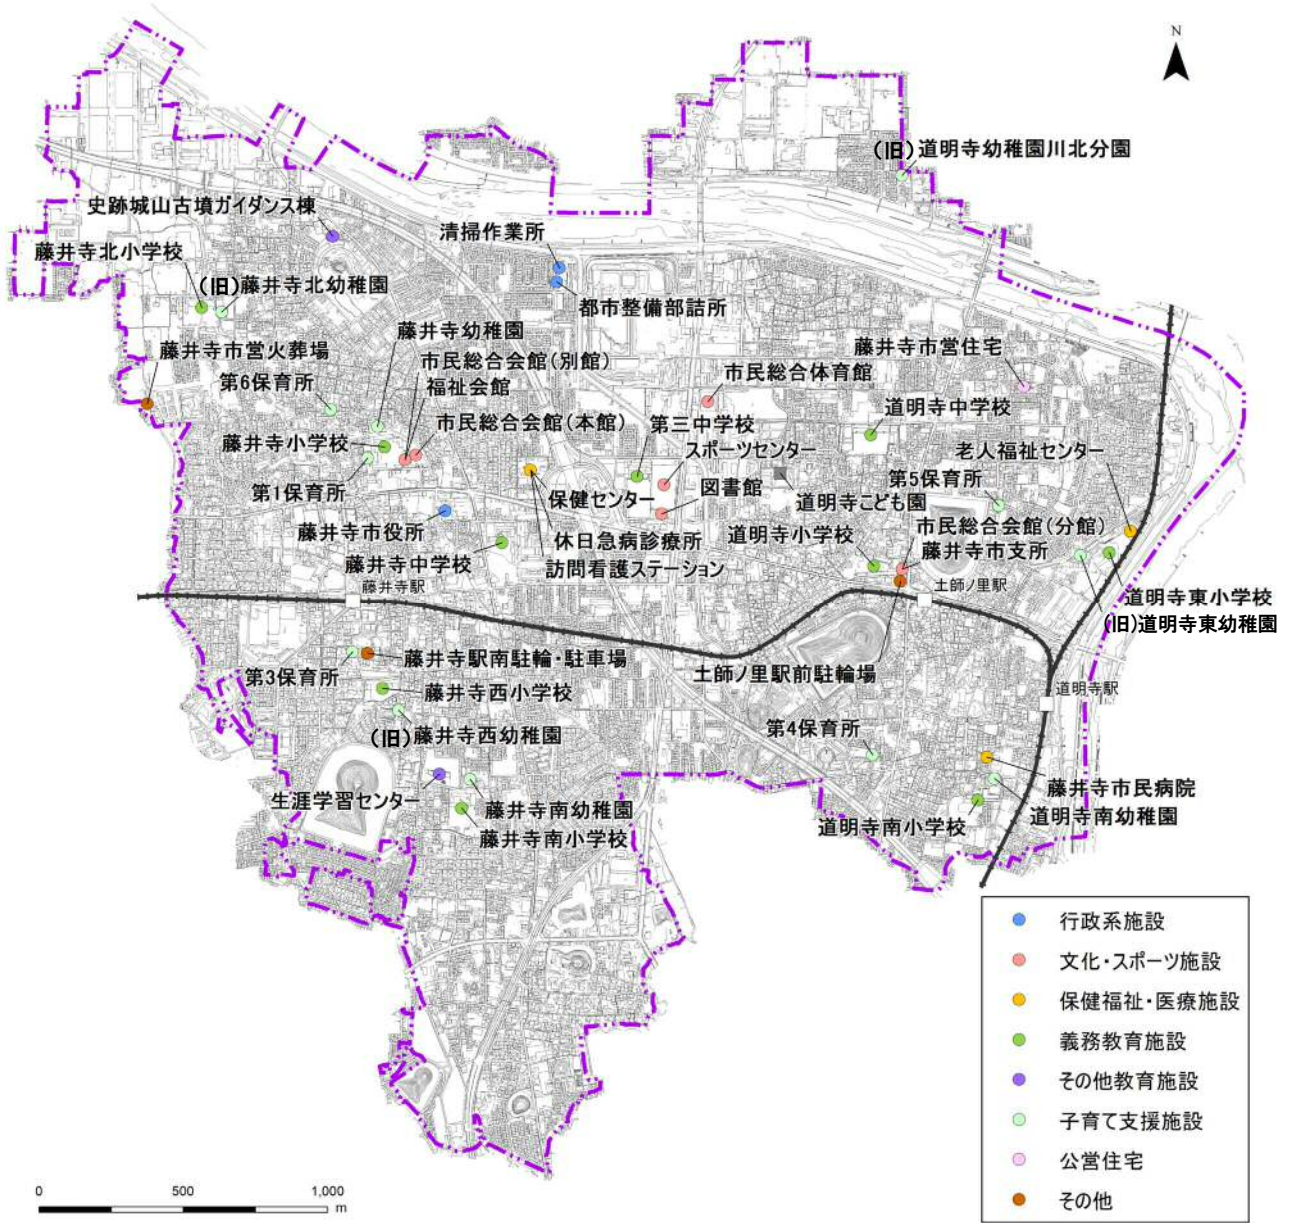 N
(旧)道明寺幼稚園川北分園
史跡城山古墳ガイダンス棟
清掃作業所
藤井寺北小学校
(旧)藤井寺北幼稚園
都市整備部詰所
藤井寺幼稚園
藤井寺市営火葬場
市民総合会館(別館)
福祉会館
藤井寺市営住宅
第6保育所
市民総合体育館
市民総合会館(本館)
第三中学校
道明寺中学校
藤井寺小学校
スポーツセンター
老人福祉センター
第1保育所
保健センター
図書館
道明寺こども園
第5保育所
藤井寺市役所
休日急病診療所
道明寺小学校
市民総合会館(分館)
藤井寺市支所
藤井寺中学校
訪問看護ステーション
藤井寺駅
土師ノ里駅
道明寺東小学校
(旧)道明寺東幼稚園
藤井寺駅南駐輪・駐車場
第3保育所
土師ノ里駅前駐輪場
藤井寺西小学校
道明寺駅
(旧)藤井寺西幼稚園
第4保育所
生涯学習センター
藤井寺南幼稚園
藤井寺南小学校
藤井寺市民病院
道明寺南幼稚園
道明寺南小学校
行政系施設
文化・スポーツ施設
保健福祉・医療施設
義務教育施設
その他教育施設
子育て支援施設
公営住宅
その他
0 500 1,000
m